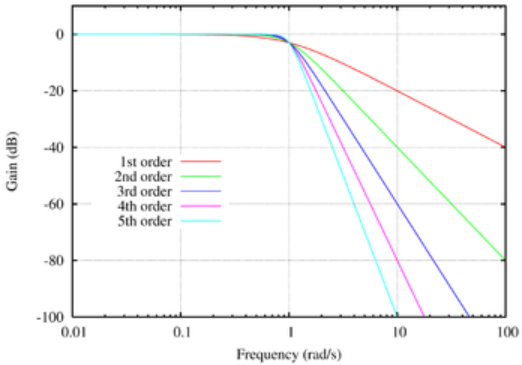 0
-20
-40
-60
-80
-100
Gain (dB)
1st order
2nd order
3rd order
4th order
5th order
0.01
0.1
1
10
100
Frequency (rad/s)